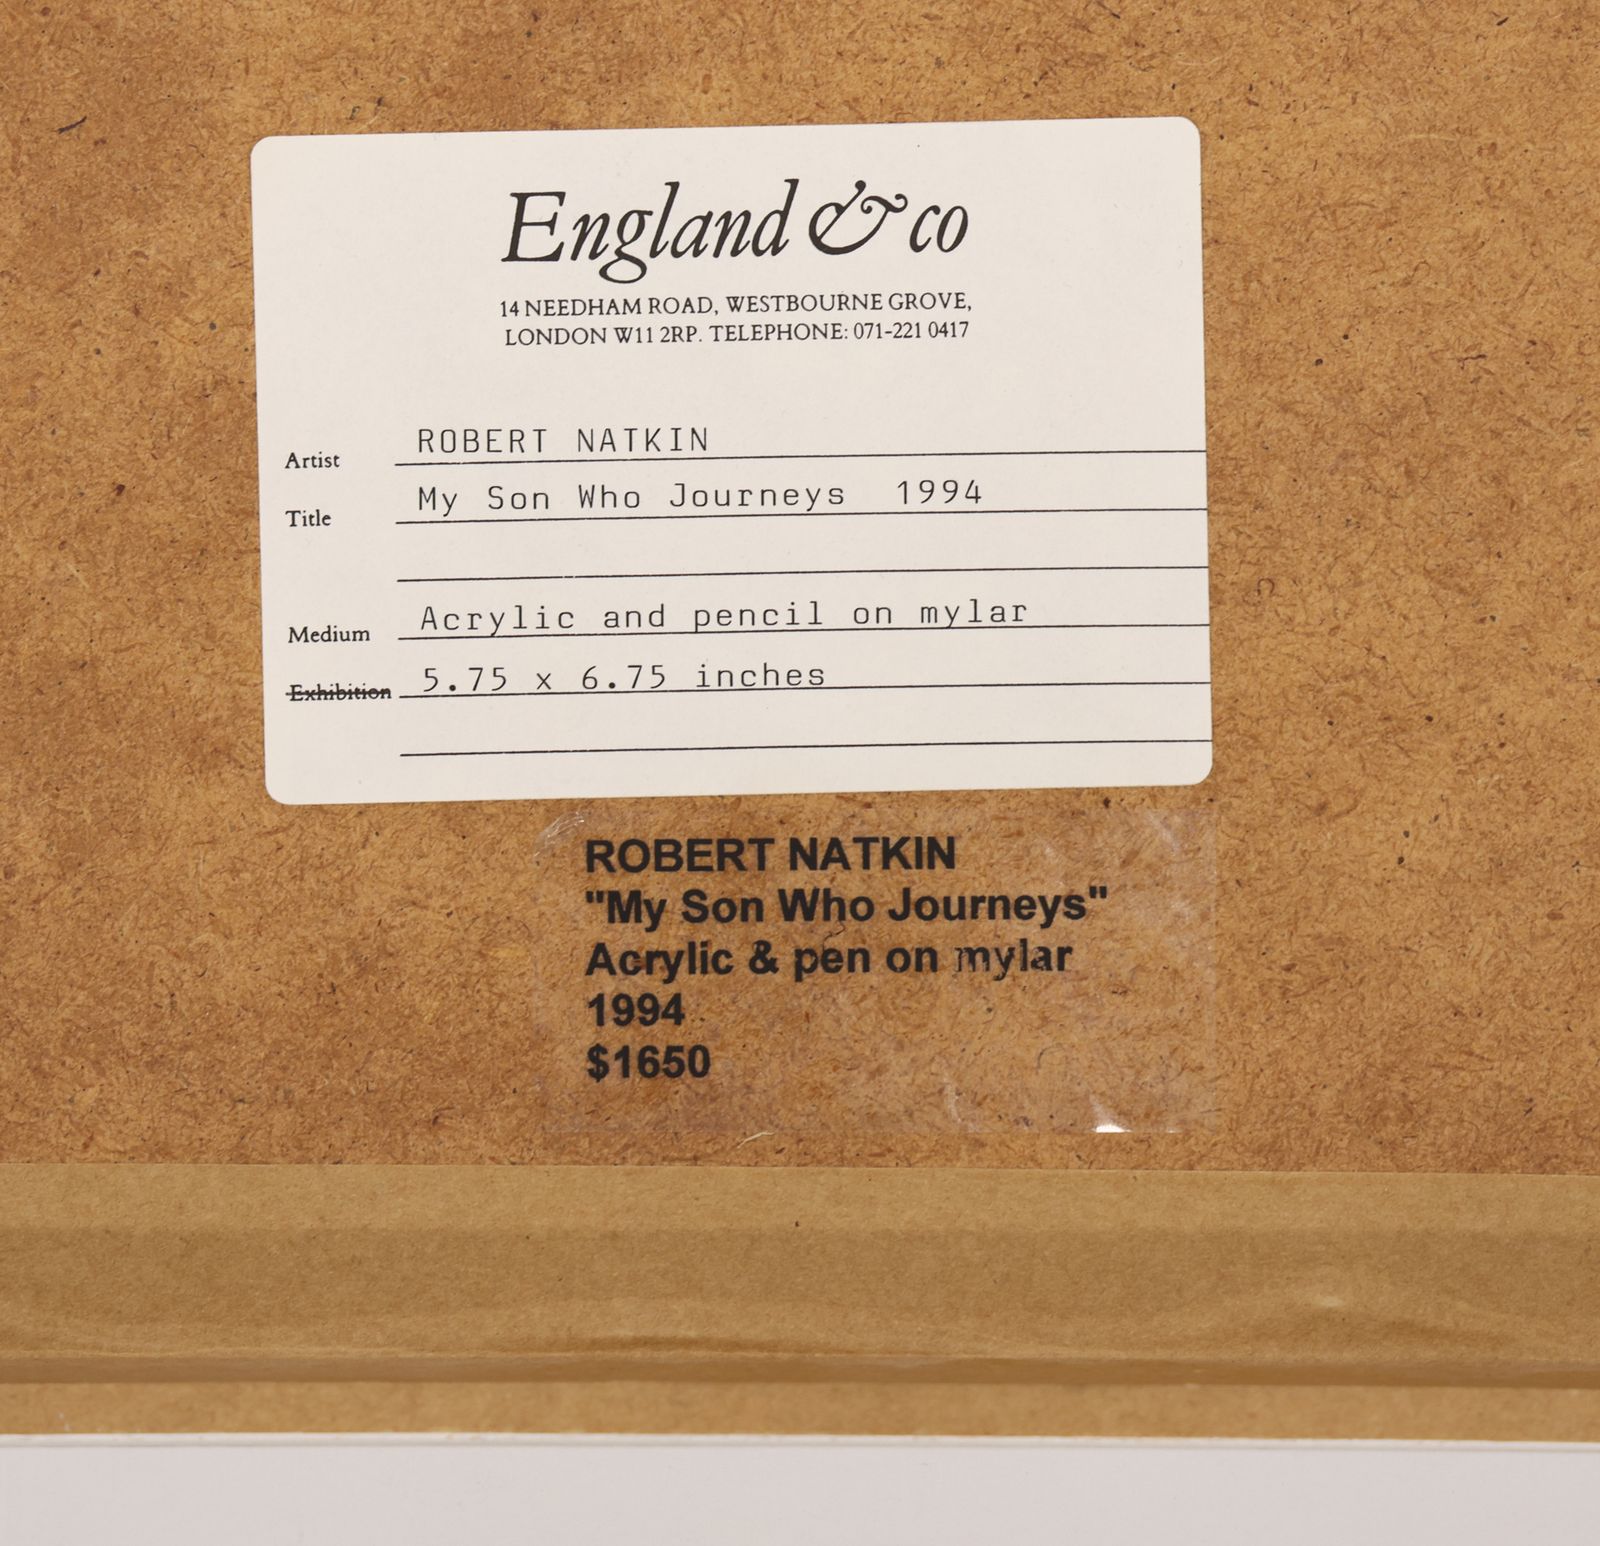 England & co
14 NEEDHAM ROAD, WESTBOURNE GROVE,
LONDON W11 2RP. TELEPHONE: 071-221 0417
Artist ROBERT NATKIN
Title My Son Who Journeys 1994
Medium Acrylic and pencil on mylar
Exhibition 5.75 x 6.75 inches
ROBERT NATKIN
"My Son Who Journeys"
Acrylic & pen on mylar
1994
$1650